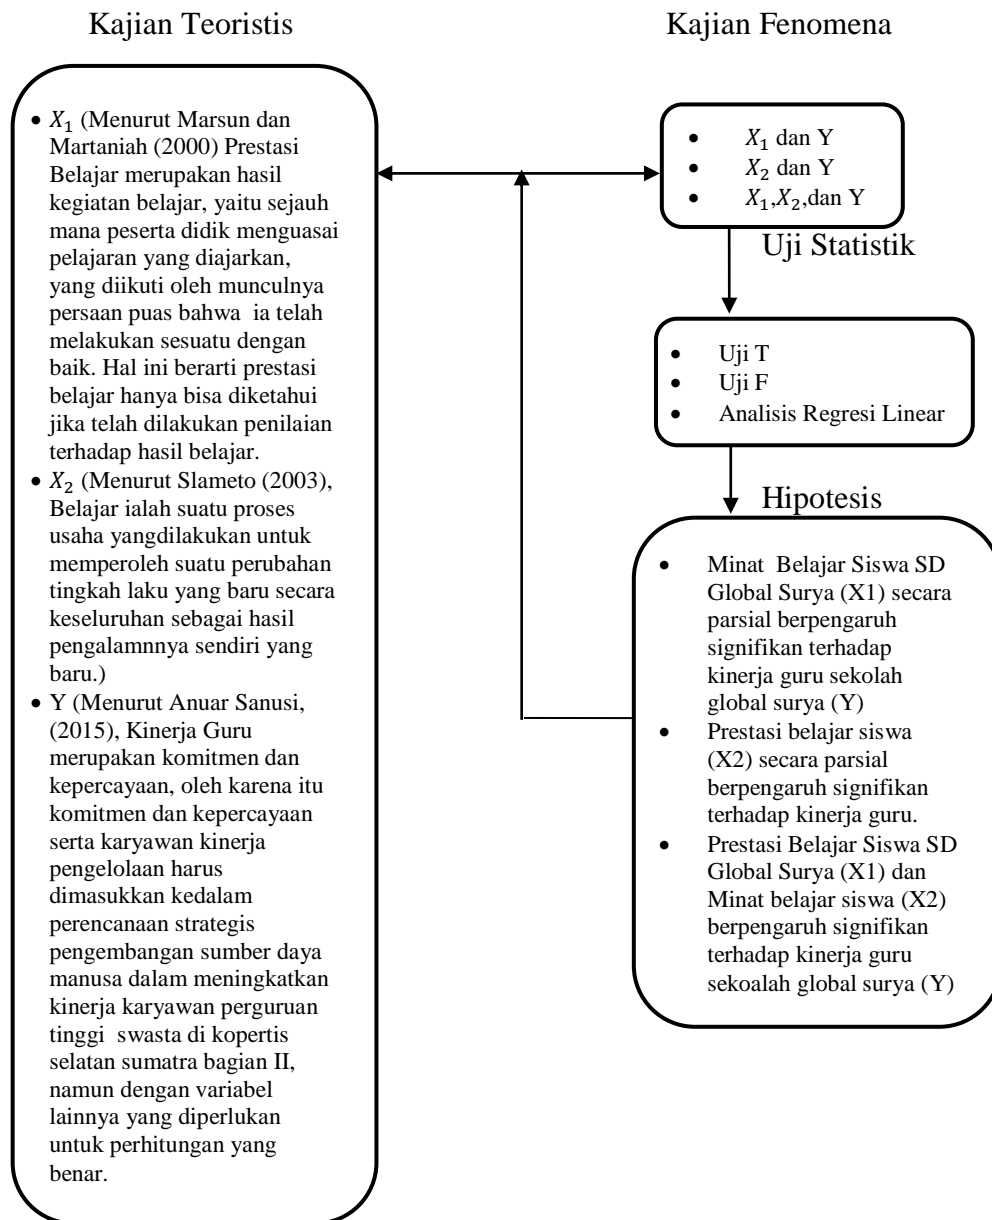 Kajian Teoristis
• X₁ (Menurut Marsun dan
Martaniah (2000) Prestasi
Belajar merupakan hasil
kegiatan belajar, yaitu sejauh
mana peserta didik menguasai
pelajaran yang diajarkan,
yang diikuti oleh munculnya
persaan puas bahwa ia telah
melakukan sesuatu dengan
baik. Hal ini berarti prestasi
belajar hanya bisa diketahui
jika telah dilakukan penilaian
terhadap hasil belajar.
• X₂ (Menurut Slameto (2003),
Belajar ialah suatu proses
usaha yangdilakukan untuk
memperoleh suatu perubahan
tingkah laku yang baru secara
keseluruhan sebagai hasil
pengalamnnya sendiri yang
baru.)
• Y (Menurut Anuar Sanusi,
(2015), Kinerja Guru
merupakan komitmen dan
kepercayaan, oleh karena itu
komitmen dan kepercayaan
serta karyawan kinerja
pengelolaan harus
dimasukkan kedalam
perencanaan strategis
pengembangan sumber daya
manusa dalam meningkatkan
kinerja karyawan perguruan
tinggi swasta di kopertis
selatan sumatra bagian II,
namun dengan variabel
lainnya yang diperlukan
untuk perhitungan yang
benar.
Kajian Fenomena
• X₁ dan Y
• X₂ dan Y
• X₁,X₂,dan Y
Uji Statistik
• Uji T
• Uji F
• Analisis Regresi Linear
Hipotesis
• Minat Belajar Siswa SD
Global Surya (X1) secara
parsial berpengaruh
signifikan terhadap
kinerja guru sekolah
global surya (Y)
• Prestasi belajar siswa
(X2) secara parsial
berpengaruh signifikan
terhadap kinerja guru.
• Prestasi Belajar Siswa SD
Global Surya (X1) dan
Minat belajar siswa (X2)
berpengaruh signifikan
terhadap kinerja guru
sekoalah global surya (Y)